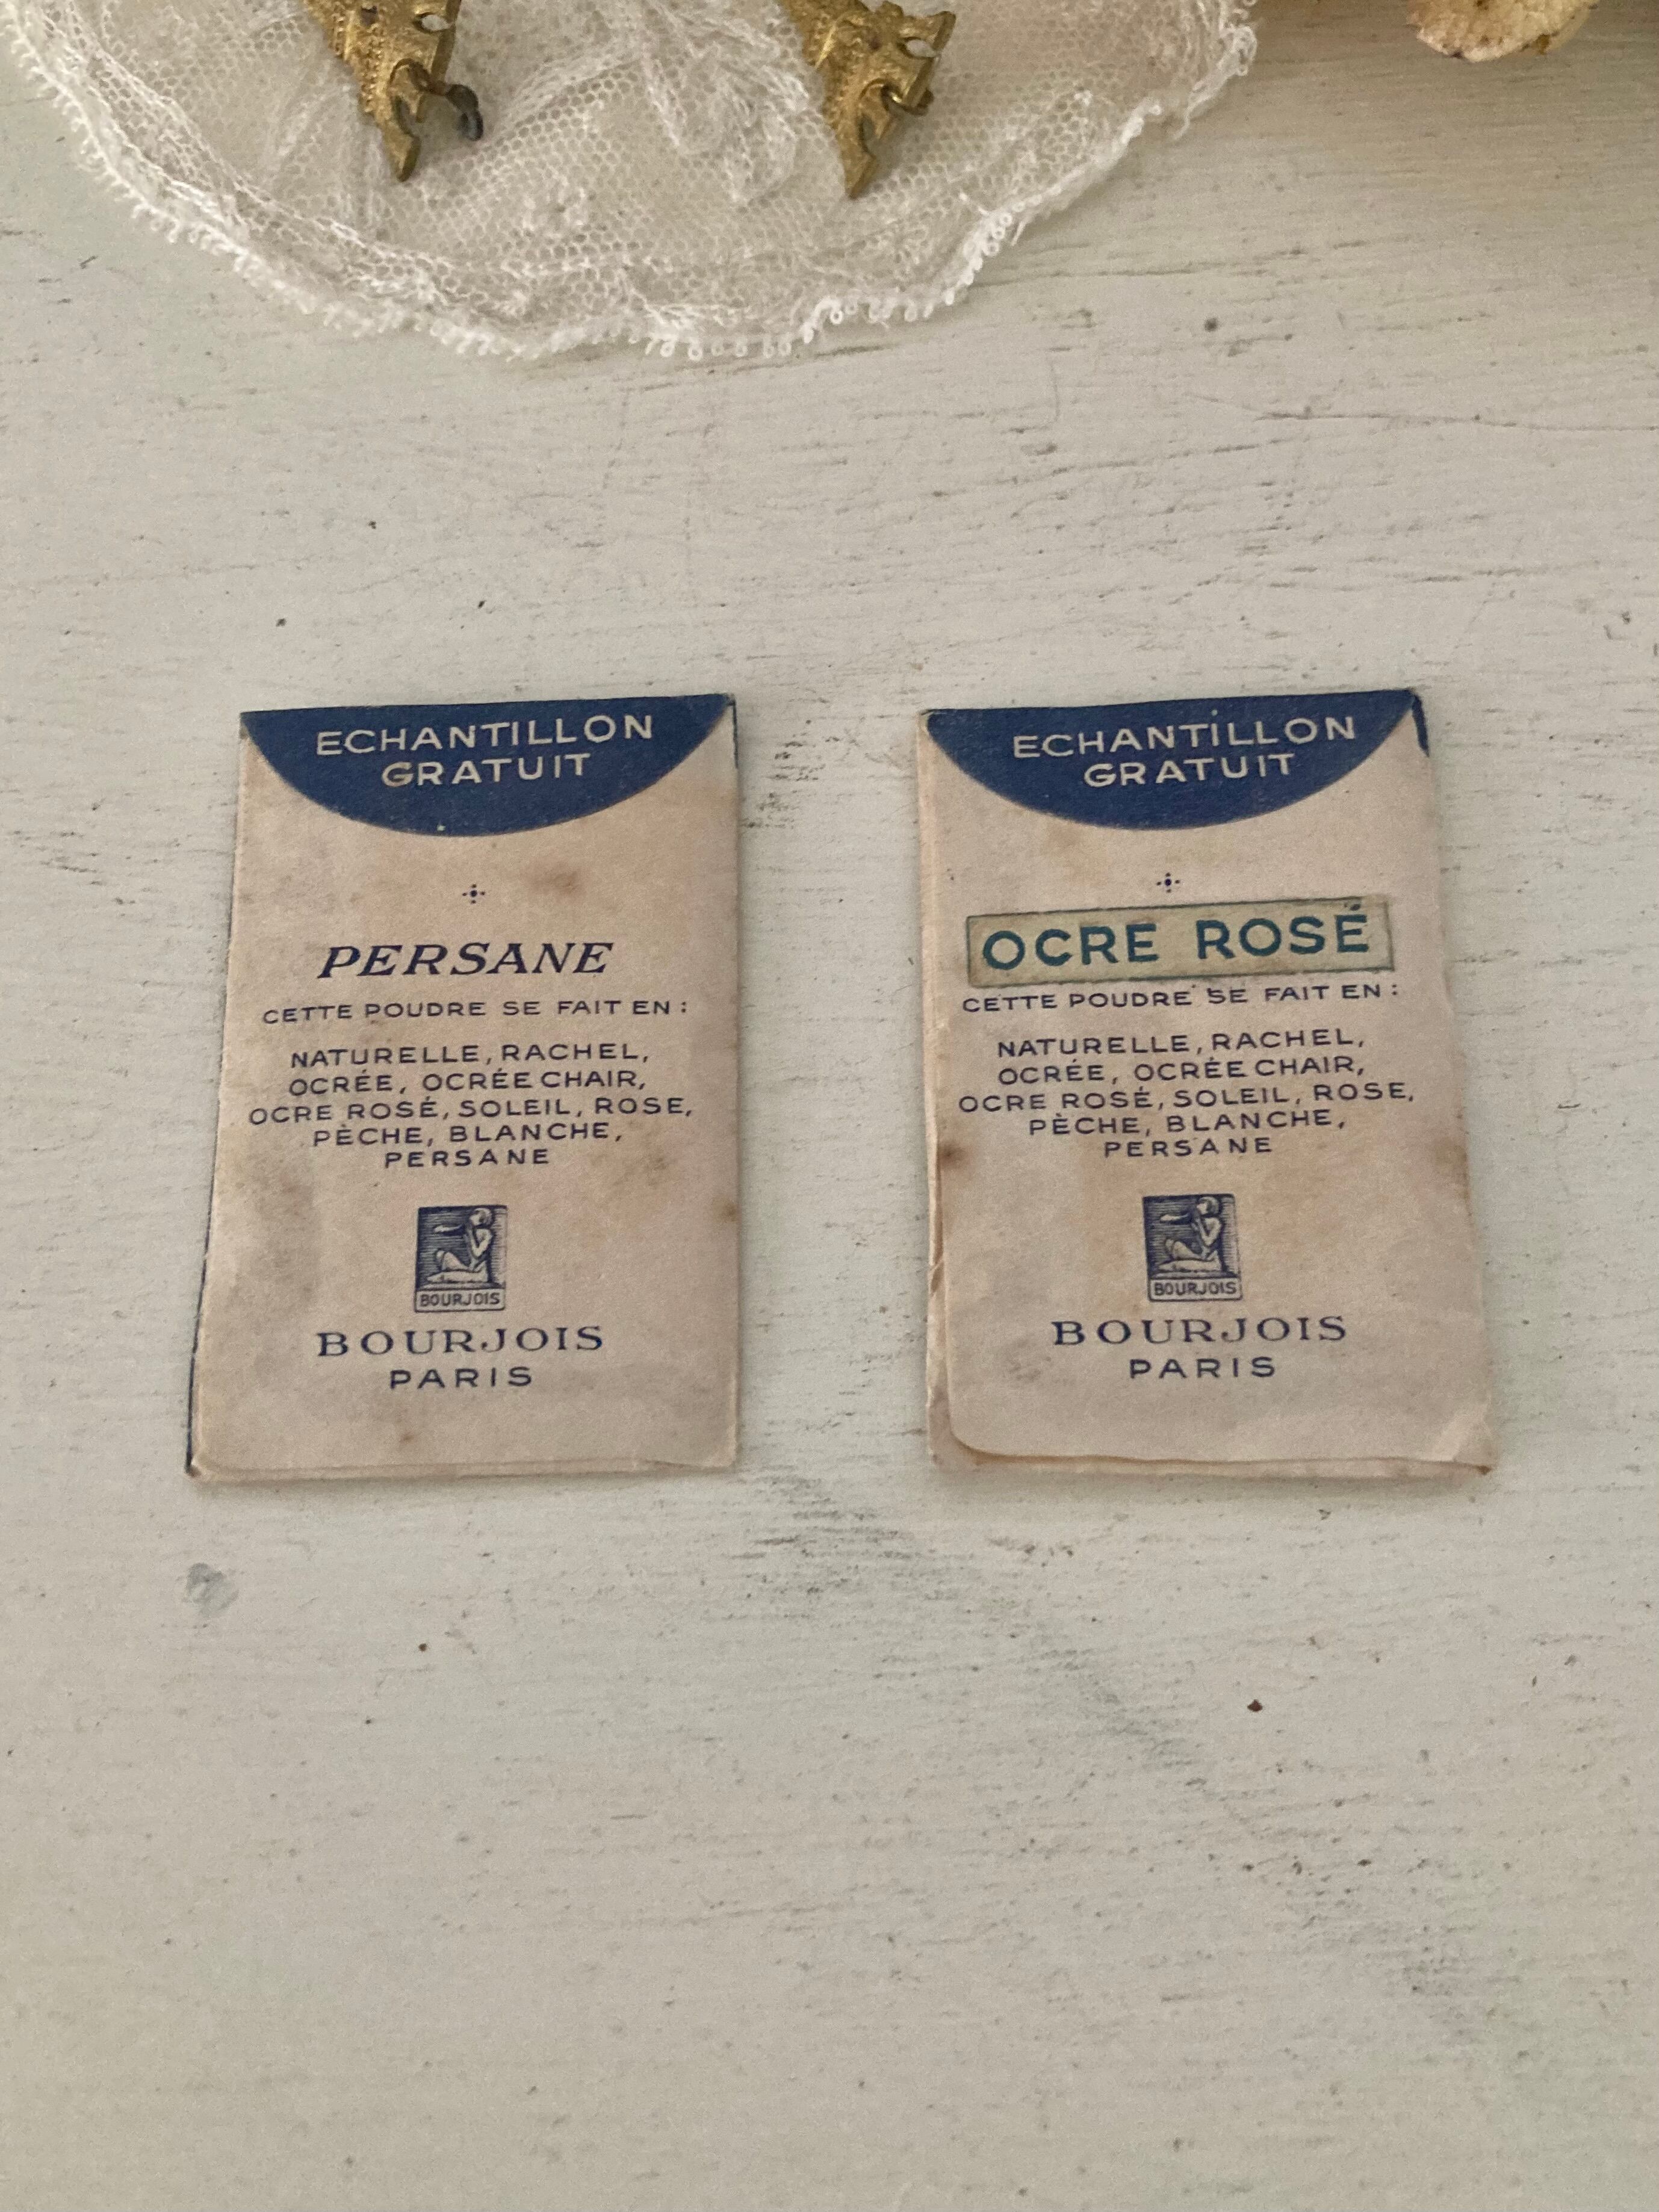 ECHANTILLON
GRATUIT
PERSANE
CETTE POUDRE SE FAIT EN :
NATURELLE, RACHEL,
OCRÉE, OCRÉE CHAIR,
OCRE ROSÉ, SOLEIL, ROSE,
PÈCHE, BLANCHE,
PERSANE
BOURJOIS
BOURJOIS
PARIS
ECHANTILLON
GRATUIT
OCRE ROSÉ
CETTE POUDRE SE FAIT EN :
NATURELLE, RACHEL,
OCRÉE, OCRÈE CHAIR,
OCRE ROSÉ, SOLEIL, ROSE,
PÈCHE, BLANCHE,
PERSANE
BOURJOIS
BOURJOIS
PARIS